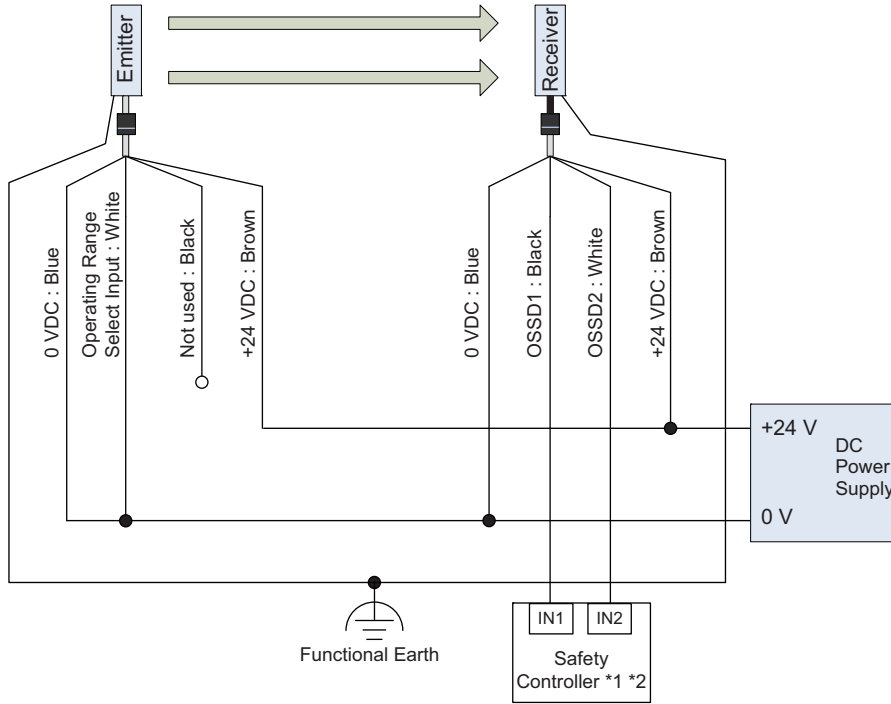 Emitter
Receiver
0 VDC : Blue
Operating Range
Select Input : White
Not used : Black
+24 VDC : Brown
0 VDC : Blue
OSSD1 : Black
OSSD2 : White
+24 VDC : Brown
+24 V
DC
Power
Supply
0 V
IN1
IN2
Functional Earth
Safety
Controller *1 *2